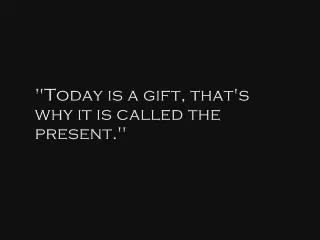 "Today is a gift, that's
why it is called the
present."